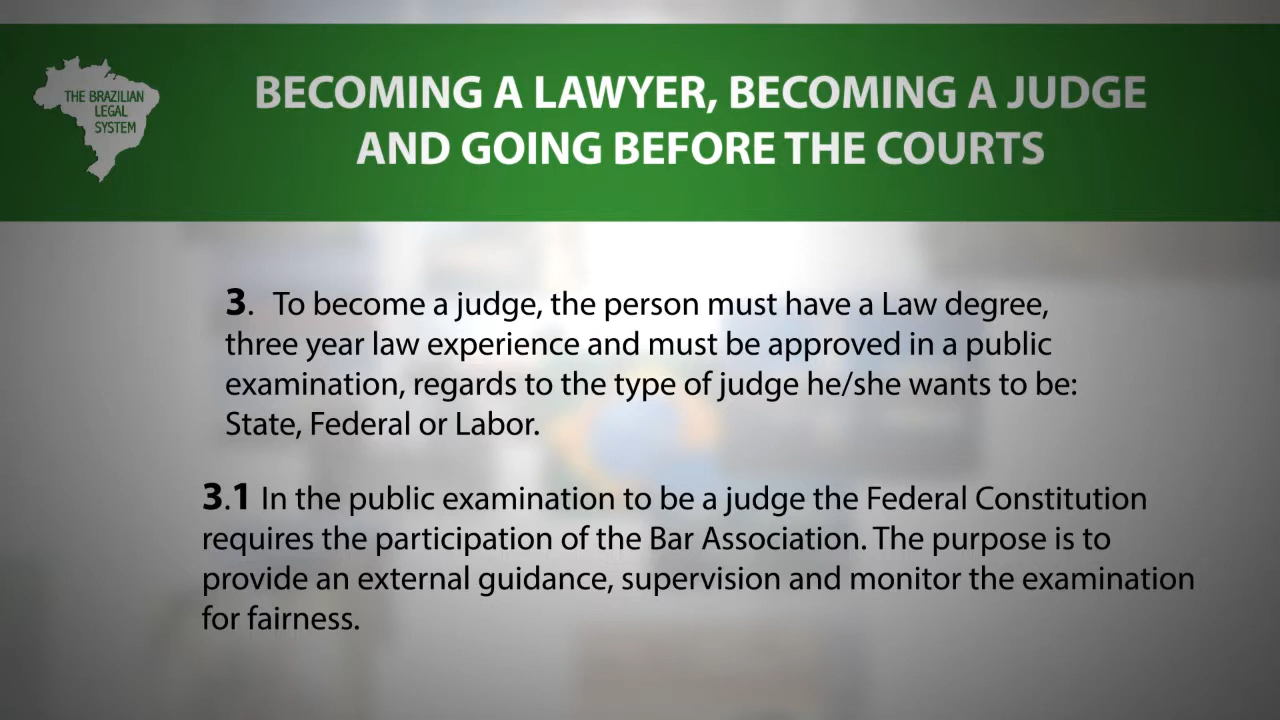 THE BRAZILIAN
LEGAL
SYSTEM
BECOMING A LAWYER, BECOMING A JUDGE
AND GOING BEFORE THE COURTS
3. To become a judge, the person must have a Law degree,
three year law experience and must be approved in a public
examination, regards to the type of judge he/she wants to be:
State, Federal or Labor.
3.1 In the public examination to be a judge the Federal Constitution
requires the participation of the Bar Association. The purpose is to
provide an external guidance, supervision and monitor the examination
for fairness.